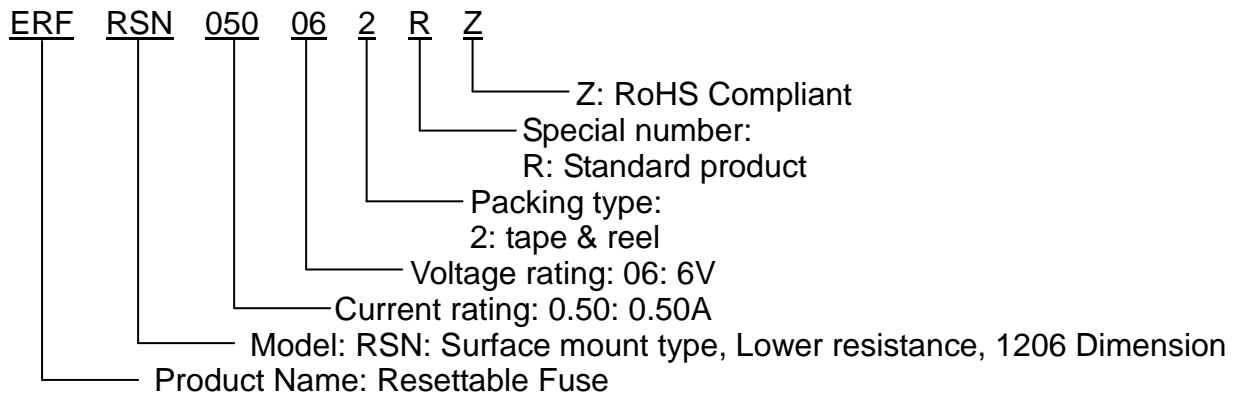 ERF RSN 050 06 2 R Z
Z: RoHS Compliant
Special number:
R: Standard product
Packing type:
2: tape & reel
Voltage rating: 06: 6V
Current rating: 0.50: 0.50A
Model: RSN: Surface mount type, Lower resistance, 1206 Dimension
Product Name: Resettable Fuse